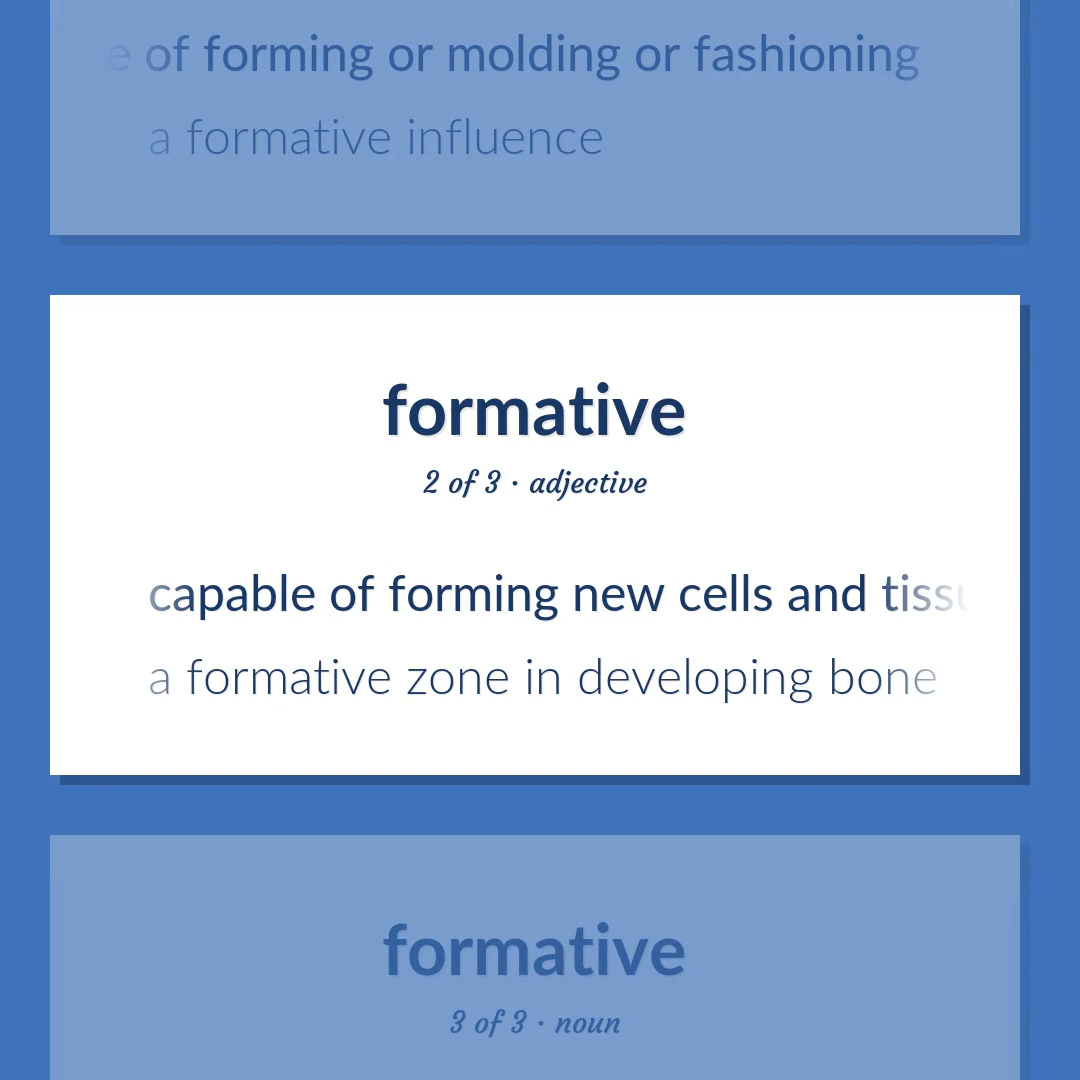 of forming or molding or fashioning
a formative influence
formative
2 of 3 · adjective
capable of forming new cells and
a formative zone in developing bone
formative
3 of 3 · noun